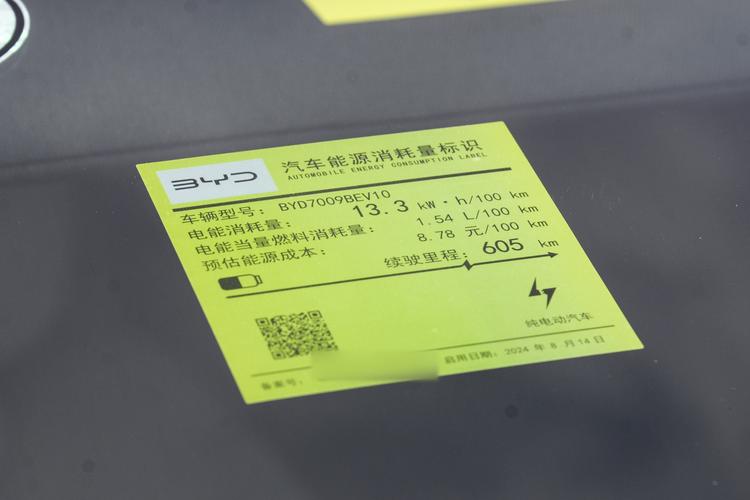 BYD
汽车能源消耗量标识
AUTOMOBILE ENERGY CONSUMPTION LABEL
车辆型号: BYD7009BEV10
电能消耗量: 13.3 kW·h/100 km
电能当量燃料消耗量: 1.54 L/100 km
预估能源成本: 8.78 元/100 km
续驶里程: 605 km
纯电动汽车
备案号:
启用日期: 2024 年 8 月 14 日